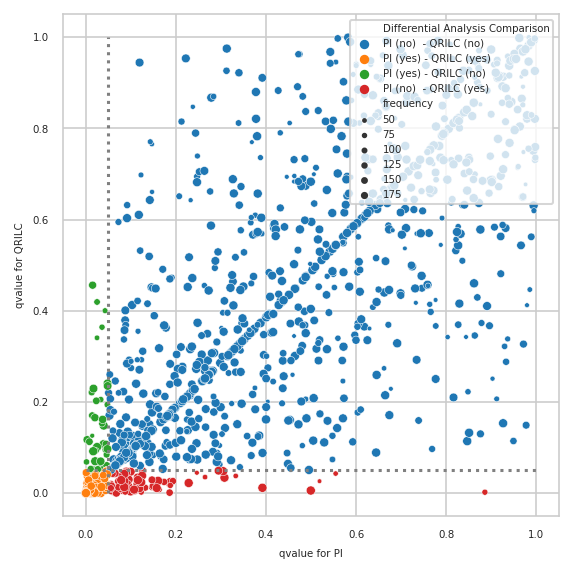 Differential Analysis Comparison
PI (no)  - QRILC (no)
PI (yes) - QRILC (yes)
PI (yes) - QRILC (no)
PI (no)  - QRILC (yes)
frequency
50
75
100
125
150
175
1.0
0.8
0.6
0.4
0.2
0.0
qvalue for QRILC
0.0 0.2 0.4 0.6 0.8 1.0
qvalue for PI